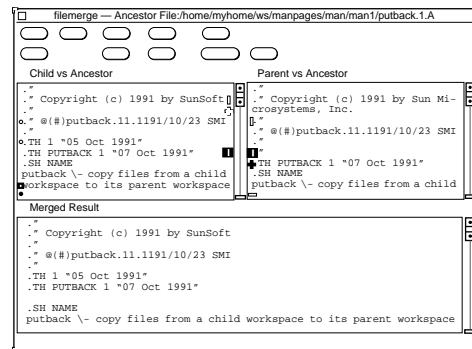 filemerge — Ancestor File:/home/myhome/ws/manpages/man/man1/putback.1.A
Child vs Ancestor
."
." Copyright (c) 1991 by SunSoft
."
." @(#)putback.11.1191/10/23 SMI
."
.TH 1 "05 Oct 1991"
.TH PUTBACK 1 "07 Oct 1991"
.SH NAME
putback \- copy files from a child
workspace to its parent workspace
Parent vs Ancestor
."
." Copyright (c) 1991 by Sun Mi-
crosystems, Inc.
."
." @(#)putback.11.1191/10/23 SMI
."
."
.TH PUTBACK 1 "07 Oct 1991"
.SH NAME
putback \- copy files from a child
Merged Result
."
." Copyright (c) 1991 by SunSoft
."
." @(#)putback.11.1191/10/23 SMI
."
.TH 1 "05 Oct 1991"
.TH PUTBACK 1 "07 Oct 1991"
.SH NAME
putback \- copy files from a child workspace to its parent workspace